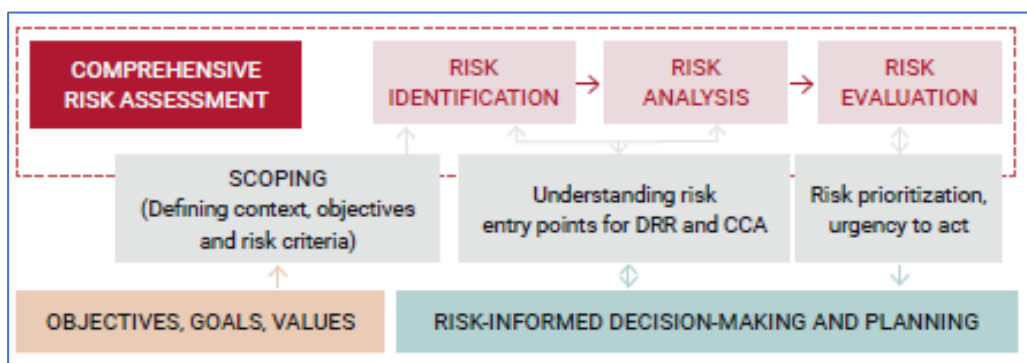 COMPREHENSIVE
RISK ASSESSMENT
RISK
IDENTIFICATION
RISK
ANALYSIS
RISK
EVALUATION
SCOPING
(Defining context, objectives
and risk criteria)
Understanding risk
entry points for DRR and CCA
Risk prioritization,
urgency to act
OBJECTIVES, GOALS, VALUES
RISK-INFORMED DECISION-MAKING AND PLANNING